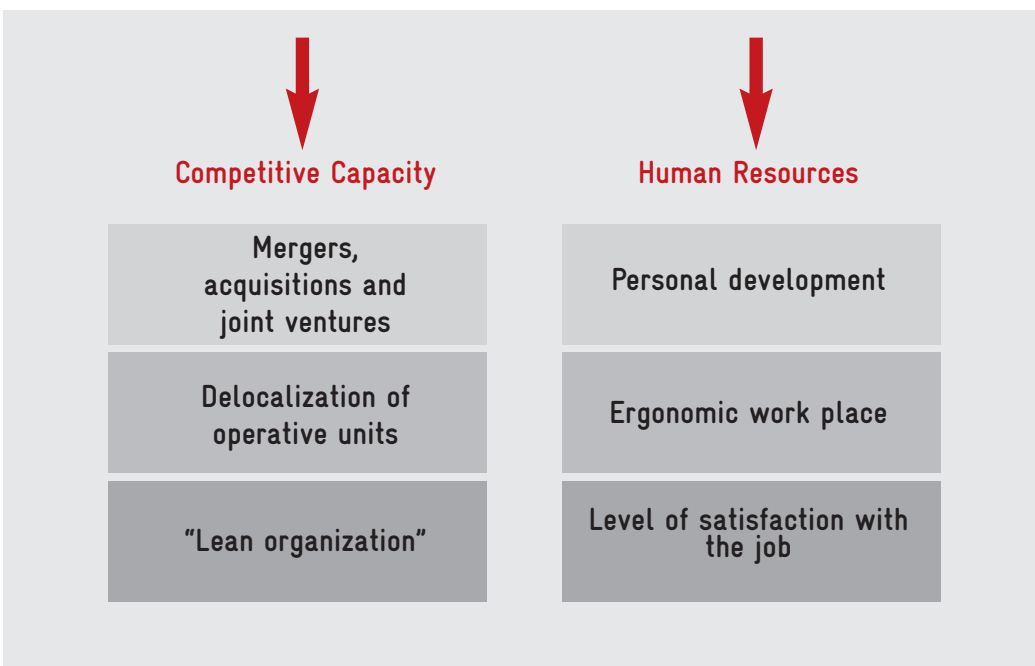 Competitive Capacity
Mergers,
acquisitions and
joint ventures
Delocalization of
operative units
“Lean organization”
Human Resources
Personal development
Ergonomic work place
Level of satisfaction with
the job